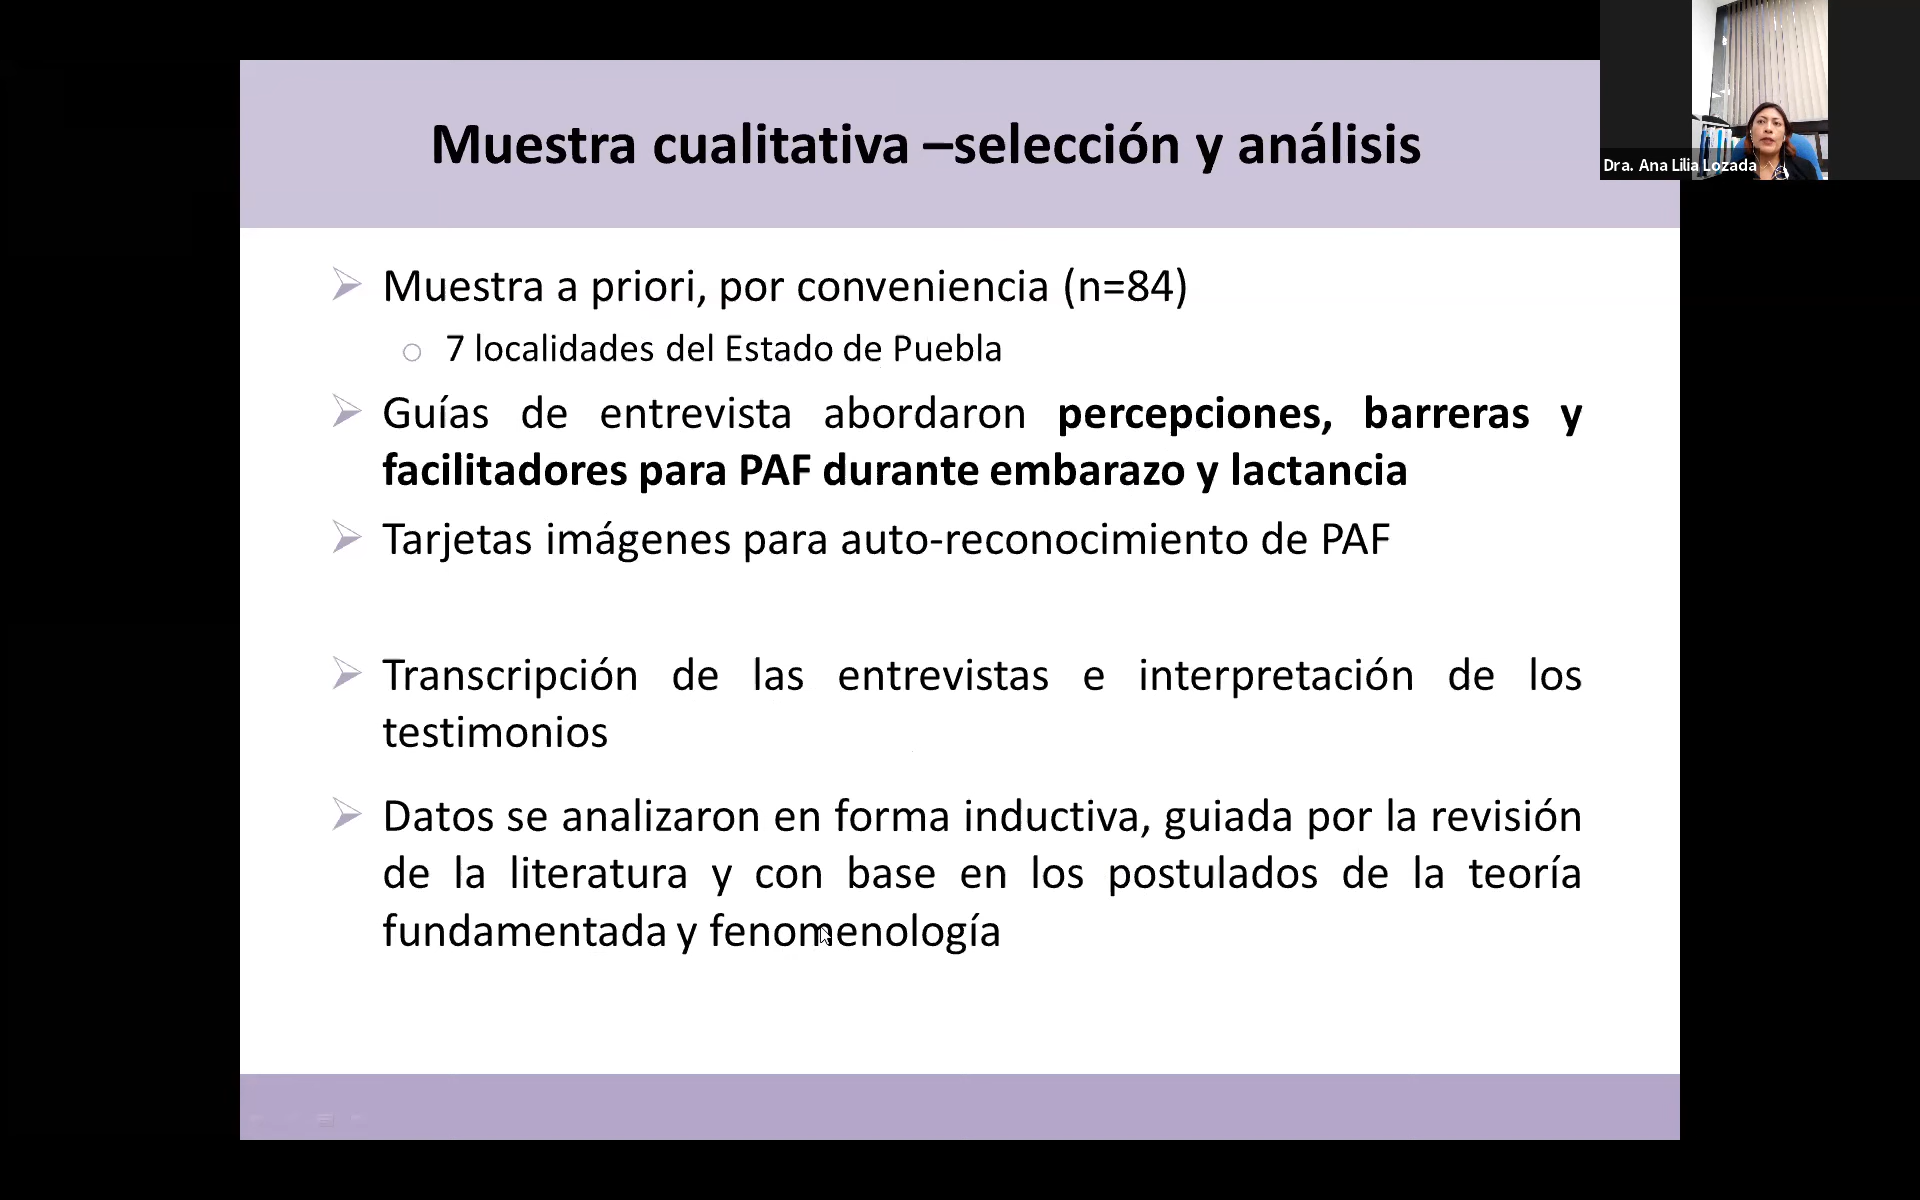 Muestra cualitativa –selección y análisis
Dra. Ana Lilia Lozada
Muestra a priori, por conveniencia (n=84)
7 localidades del Estado de Puebla
Guías de entrevista abordaron percepciones, barreras y
facilitadores para PAF durante embarazo y lactancia
Tarjetas imágenes para auto-reconocimiento de PAF
Transcripción de las entrevistas e interpretación de los
testimonios
Datos se analizaron en forma inductiva, guiada por la revisión
de la literatura y con base en los postulados de la teoría
fundamentada y fenomenología